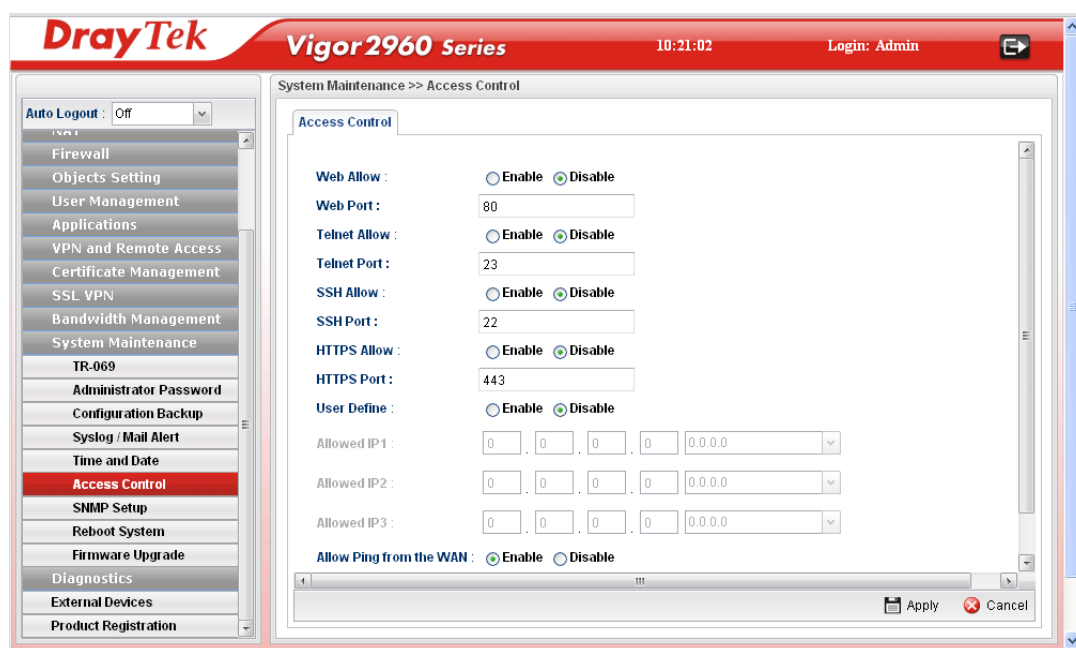 DrayTek
Vigor2960 Series
10:21:02
Login: Admin
System Maintenance >> Access Control
Auto Logout : Off
Firewall
Objects Setting
User Management
Applications
VPN and Remote Access
Certificate Management
SSL VPN
Bandwidth Management
System Maintenance
TR-069
Administrator Password
Configuration Backup
Syslog / Mail Alert
Time and Date
Access Control
SNMP Setup
Reboot System
Firmware Upgrade
Diagnostics
External Devices
Product Registration
Access Control
Web Allow : Enable Disable
Web Port : 80
Telnet Allow : Enable Disable
Telnet Port : 23
SSH Allow : Enable Disable
SSH Port : 22
HTTPS Allow : Enable Disable
HTTPS Port : 443
User Define : Enable Disable
Allowed IP1 : 0 . 0 . 0 . 0 0.0.0.0
Allowed IP2 : 0 . 0 . 0 . 0 0.0.0.0
Allowed IP3 : 0 . 0 . 0 . 0 0.0.0.0
Allow Ping from the WAN : Enable Disable
Apply Cancel